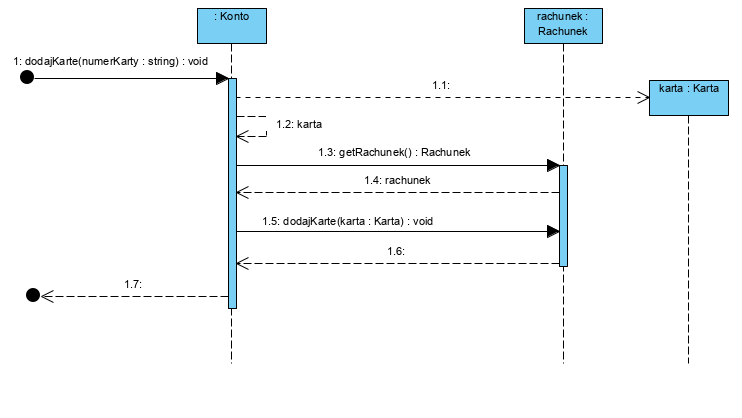 : Konto
rachunek :
Rachunek
1: dodajKarte(numerKarty : string) : void
1.1:
karta : Karta
1.2: karta
1.3: getRachunek() : Rachunek
1.4: rachunek
1.5: dodajKarte(karta : Karta) : void
1.6:
1.7: